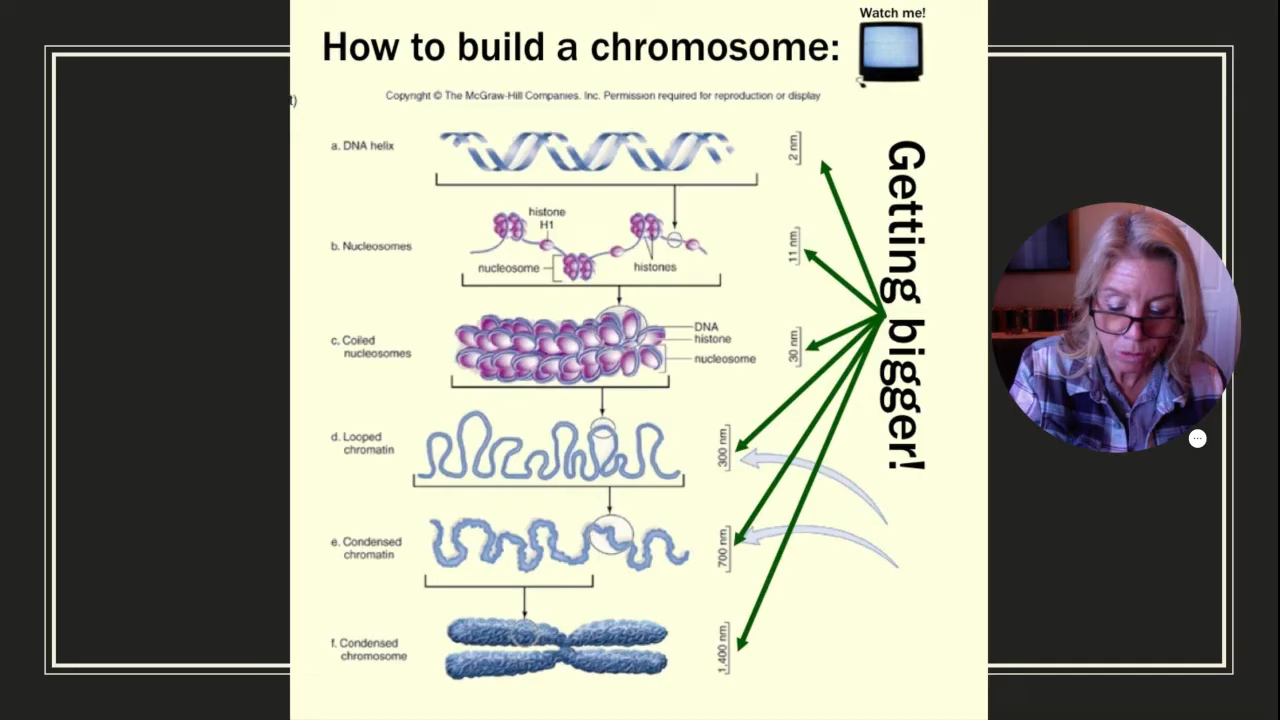 Watch me!
How to build a chromosome:
t)
Copyright © The McGraw-Hill Companies. Inc. Permission required for reproduction or display
a. DNA helix
2 nm
histone
H1
b. Nucleosomes
nucleosome
histones
11 nm
DNA
histone
nucleosome
c. Coiled
nucleosomes
30 nm
d. Looped
chromatin
300 nm
e. Condensed
chromatin
700 nm
f. Condensed
chromosome
1,400 nm
Getting bigger!